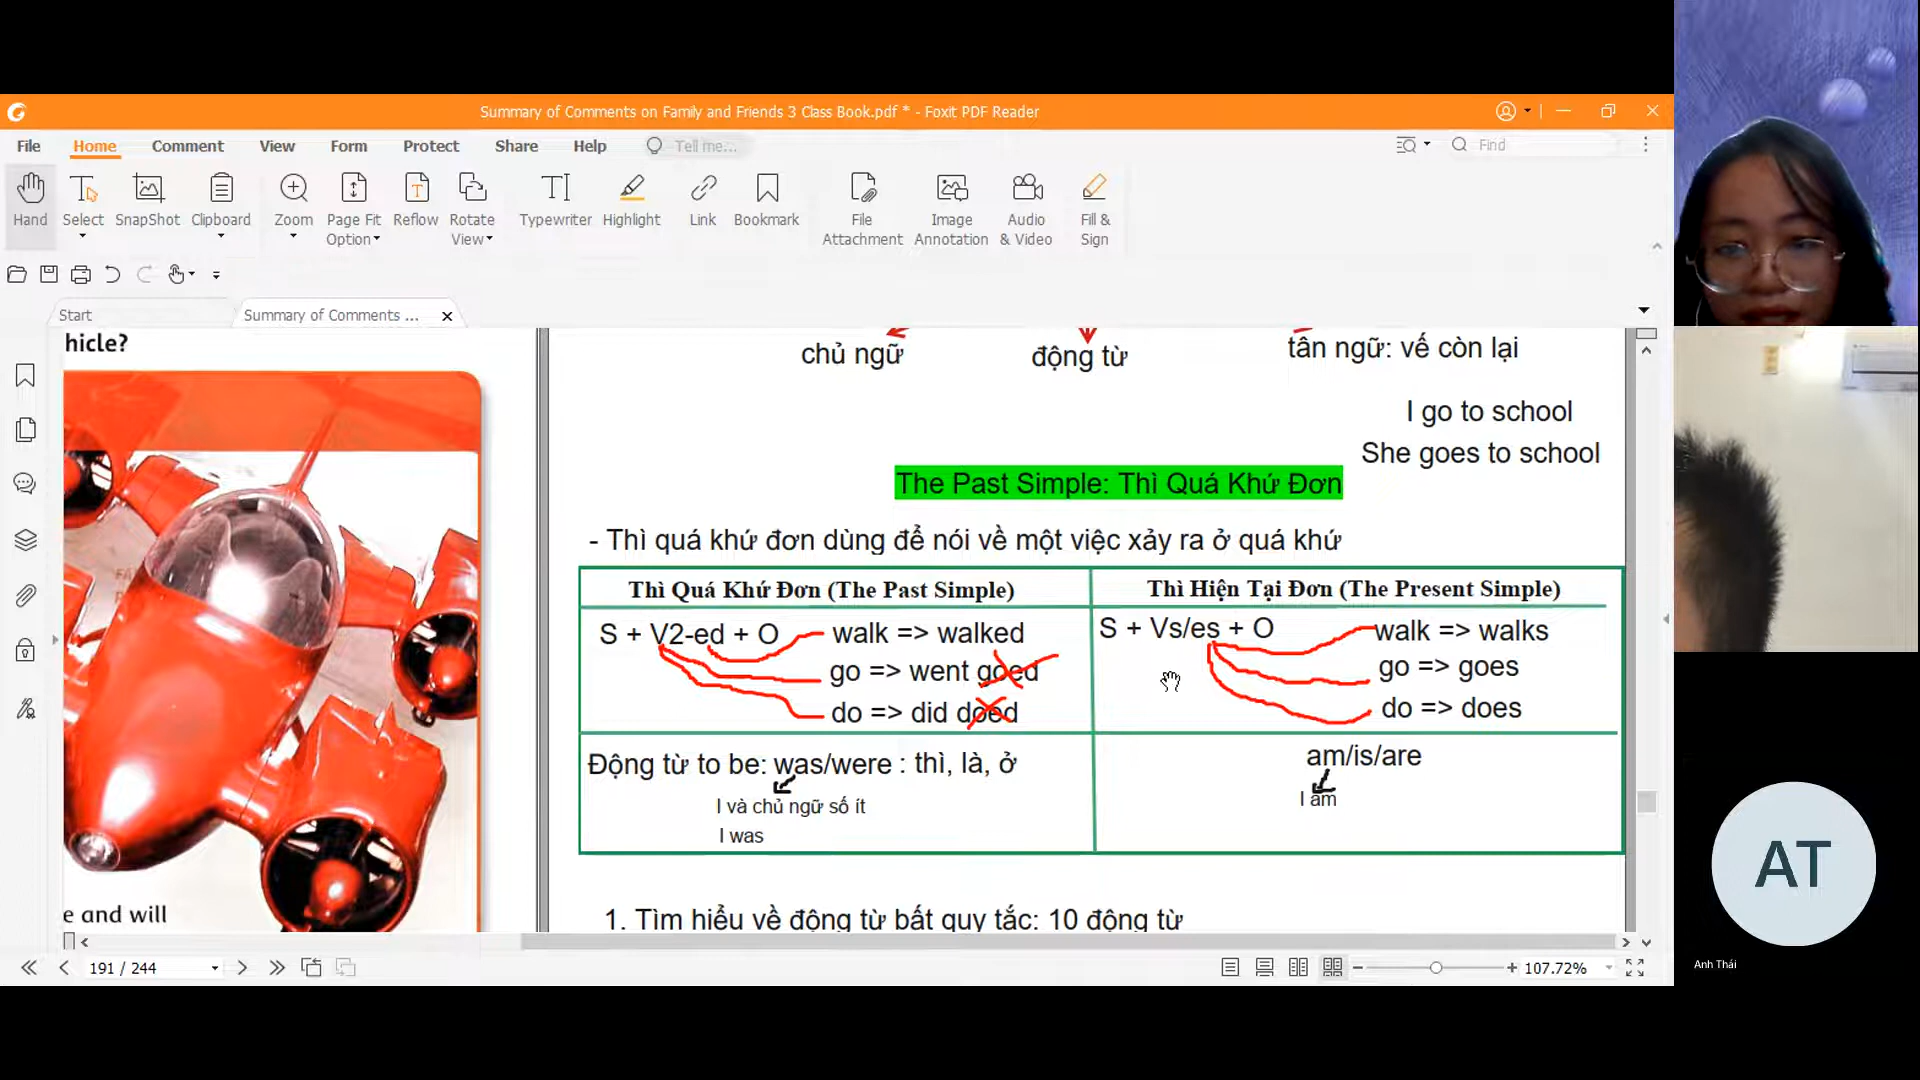 Summary of Comments on Family and Friends 3 Class Book.pdf * - Foxit PDF Reader
File Home Comment View Form Protect Share Help Tell me... Find
Hand Select SnapShot Clipboard Zoom Page Fit Option Reflow Rotate View Typewriter Highlight Link Bookmark File Attachment Image Annotation Audio & Video Fill & Sign
Start Summary of Comments ...
hicle?
e and will
chủ ngữ động từ tân ngữ: vế còn lại
I go to school
She goes to school
The Past Simple: Thì Quá Khứ Đơn
- Thì quá khứ đơn dùng để nói về một việc xảy ra ở quá khứ
Thì Quá Khứ Đơn (The Past Simple) Thì Hiện Tại Đơn (The Present Simple)
S + V2-ed + O walk => walked S + Vs/es + O walk => walks
go => went goed go => goes
do => did doed do => does
Động từ to be: was/were : thì, là, ở am/is/are
I và chủ ngữ số ít I am
I was
1. Tìm hiểu về động từ bất quy tắc: 10 động từ
191 / 244 107.72%
AT
Anh Thái